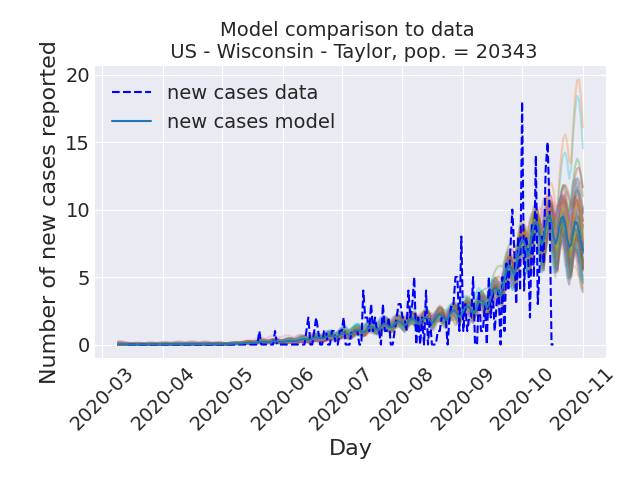 Model comparison to data
US - Wisconsin - Taylor, pop. = 20343
Number of new cases reported
20
15
10
5
0
new cases data
new cases model
2020-03
2020-04
2020-05
2020-06
2020-07
2020-08
2020-09
2020-10
2020-11
Day